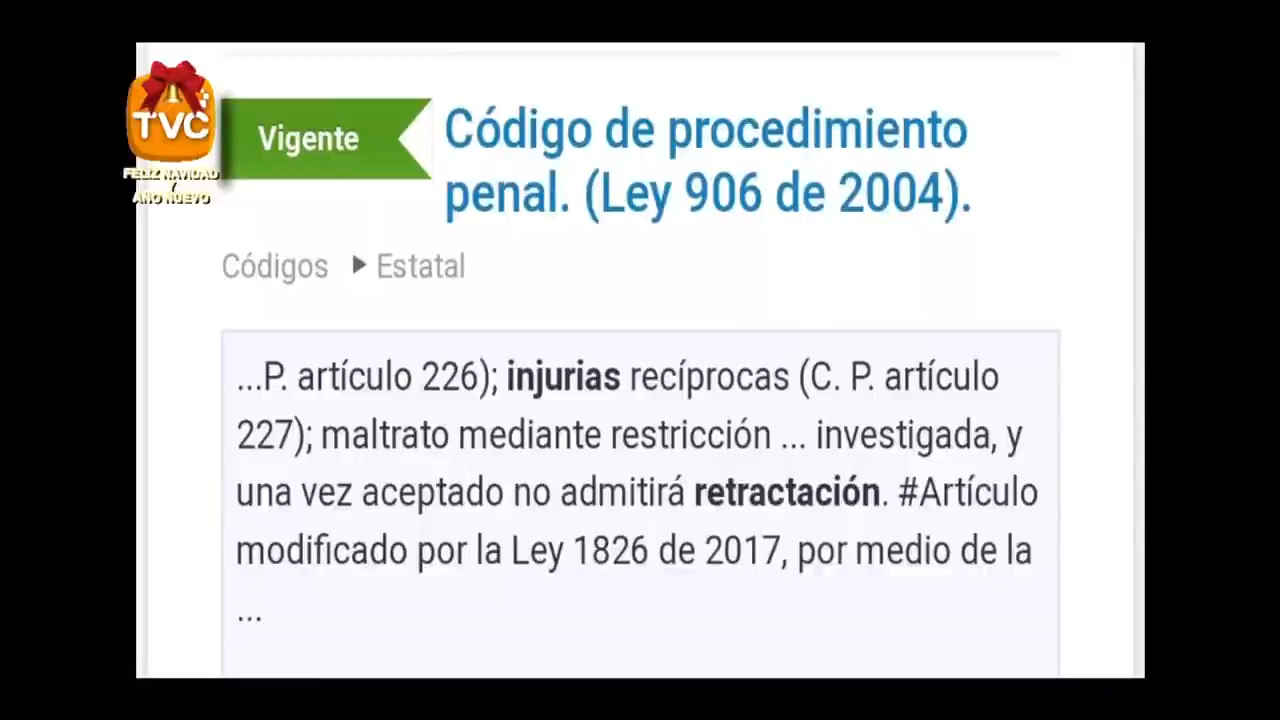 TVC
FELIZ NAVIDAD
Y
AÑO NUEVO
Vigente
Código de procedimiento
penal. (Ley 906 de 2004).
Códigos ▶ Estatal
...P. artículo 226); injurias recíprocas (C. P. artículo
227); maltrato mediante restricción ... investigada, y
una vez aceptado no admitirá retractación. #Artículo
modificado por la Ley 1826 de 2017, por medio de la
...